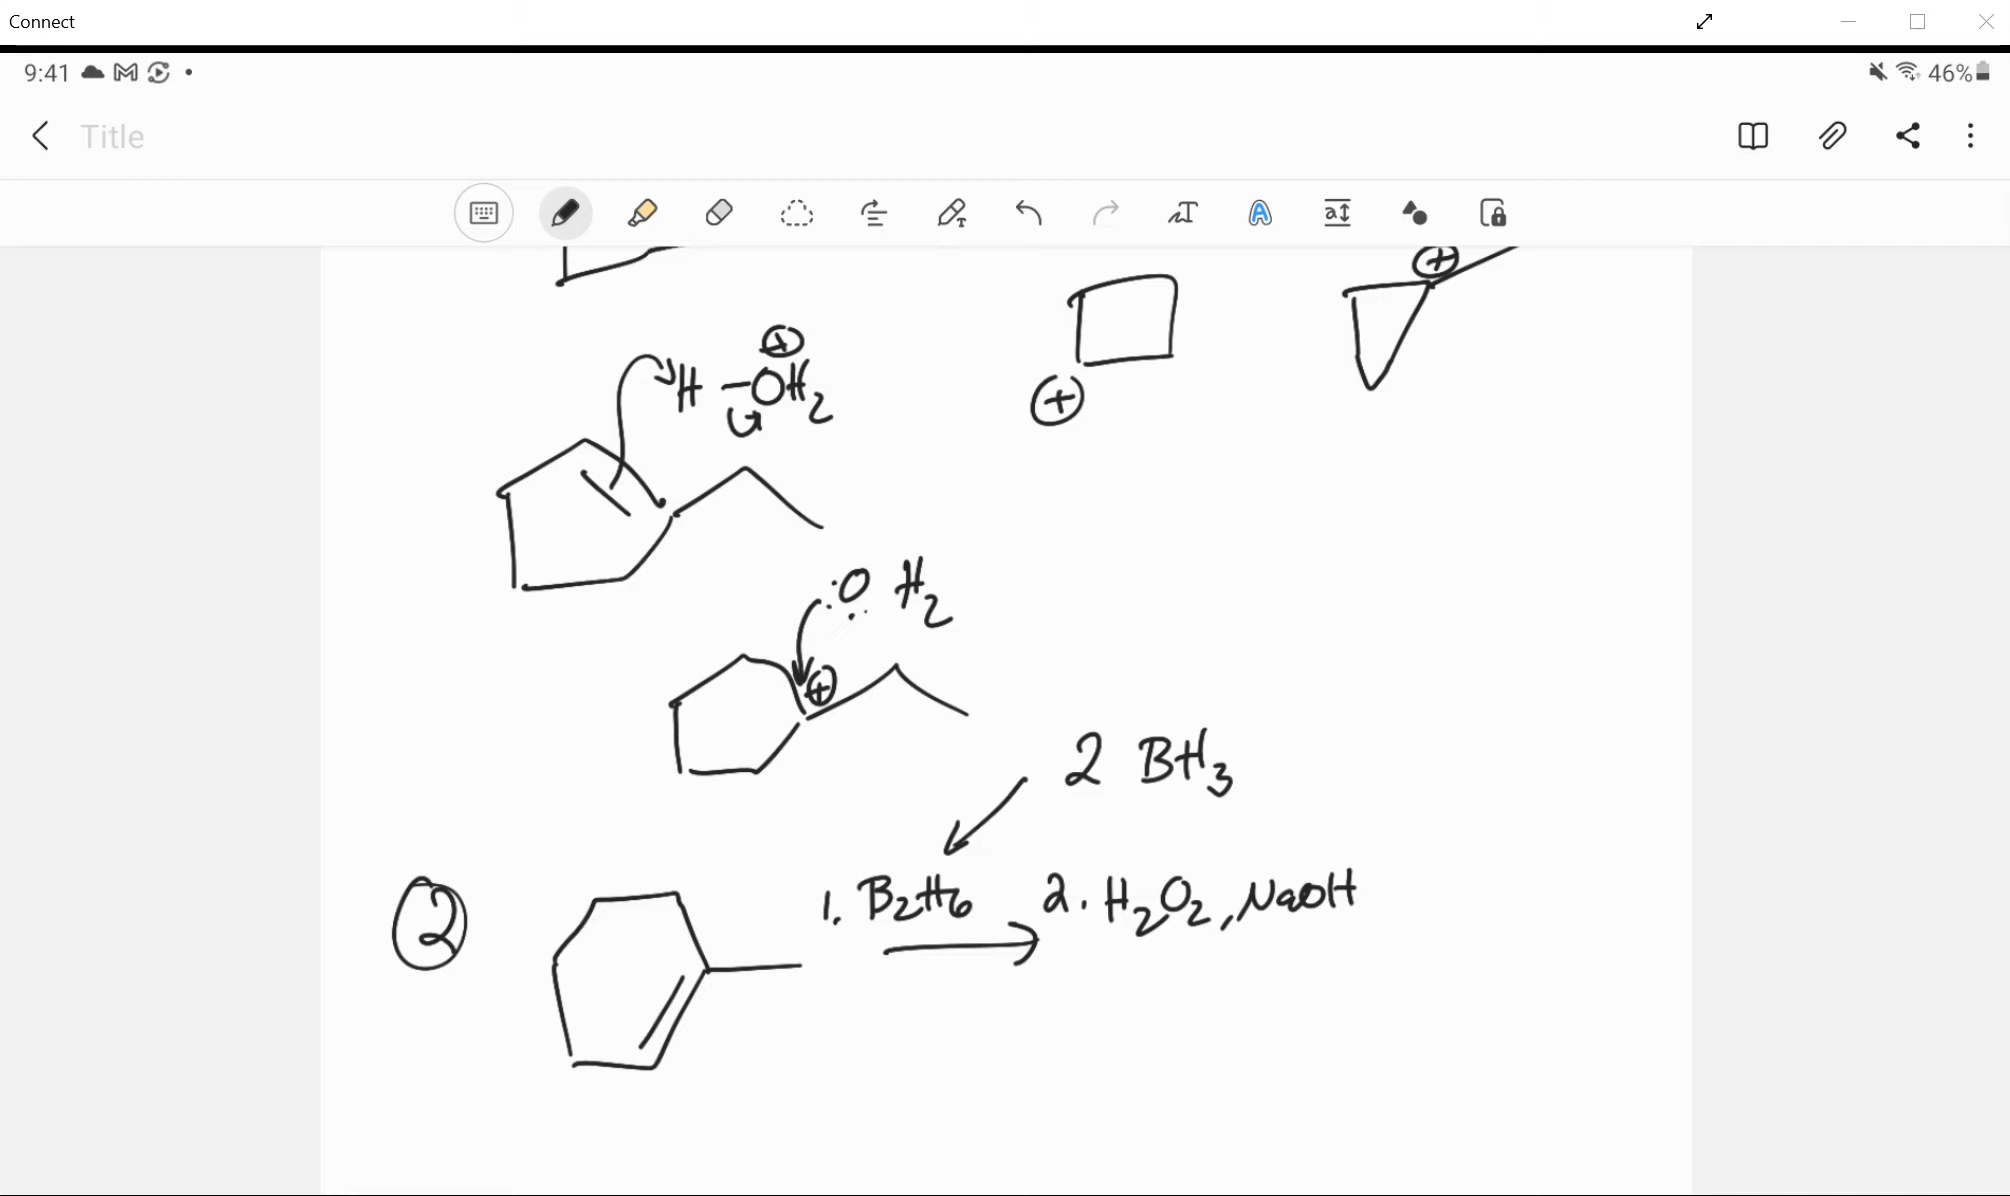 Connect
9:41 46%
Title
⊕
⊕
H –OH₂
⊕
:O H₂
⊕
2 BH₃
② 1. B₂H₆ 2. H₂O₂, NaOH